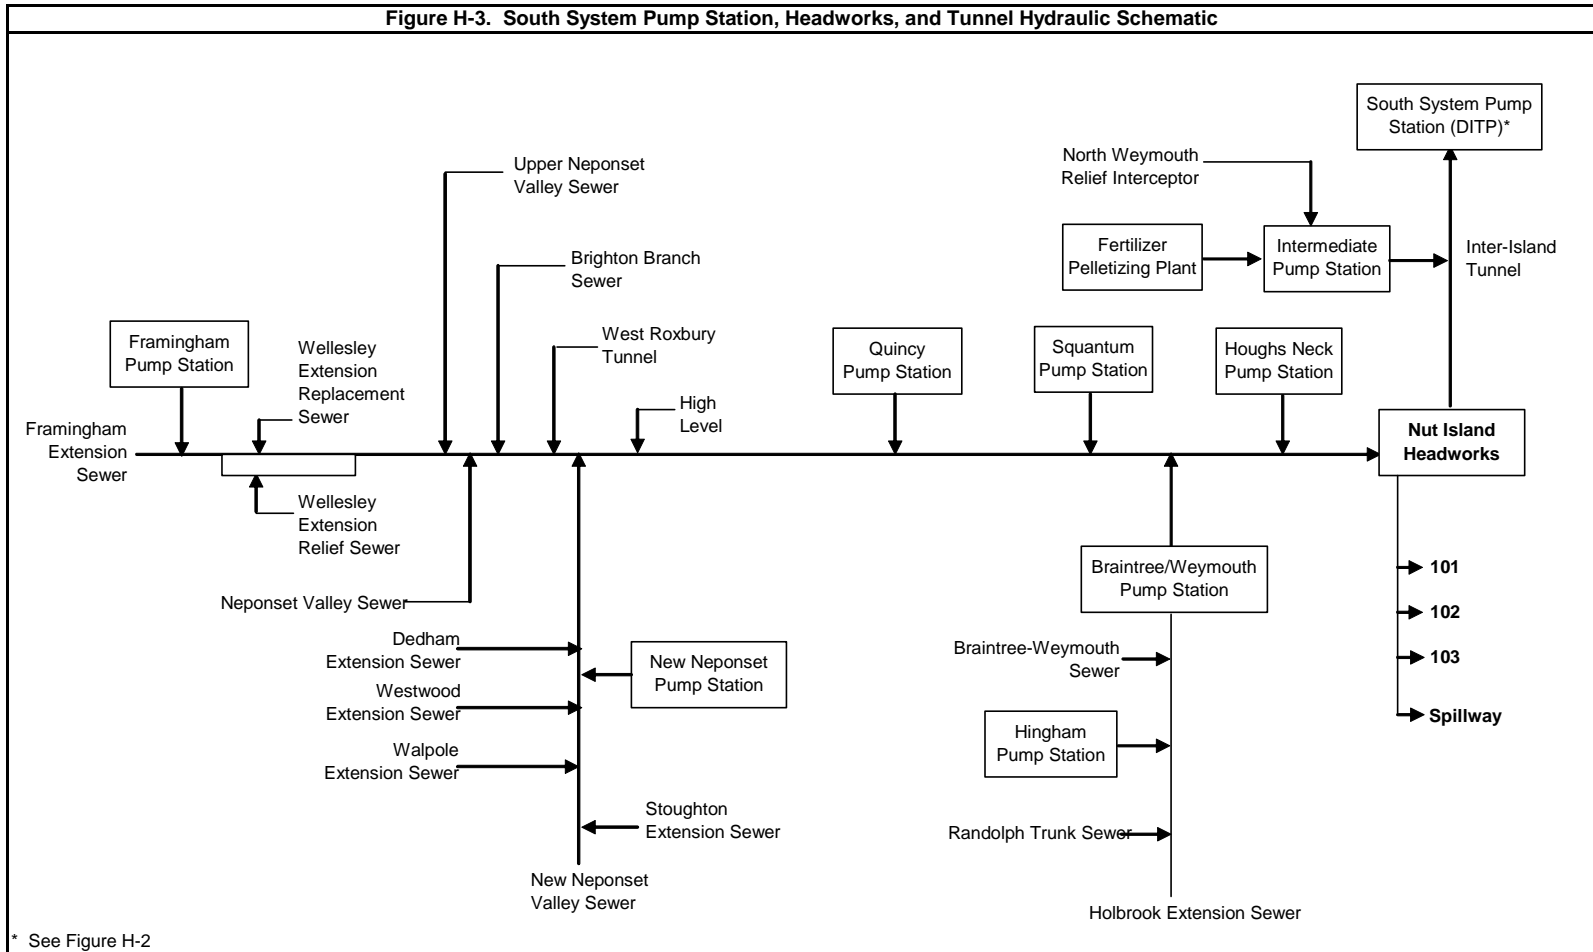 Figure H-3.  South System Pump Station, Headworks, and Tunnel Hydraulic Schematic
South System Pump
Station (DITP)*
Upper Neponset
Valley Sewer
North Weymouth
Relief Interceptor
Fertilizer
Pelletizing Plant
Intermediate
Pump Station
Inter-Island
Tunnel
Brighton Branch
Sewer
Framingham
Pump Station
Wellesley
Extension
Replacement
Sewer
West Roxbury
Tunnel
High
Level
Quincy
Pump Station
Squantum
Pump Station
Houghs Neck
Pump Station
Framingham
Extension
Sewer
Nut Island
Headworks
Wellesley
Extension
Relief Sewer
Neponset Valley Sewer
Dedham
Extension Sewer
New Neponset
Pump Station
Westwood
Extension Sewer
Walpole
Extension Sewer
Stoughton
Extension Sewer
New Neponset
Valley Sewer
Braintree/Weymouth
Pump Station
Braintree-Weymouth
Sewer
Hingham
Pump Station
Randolph Trunk Sewer
Holbrook Extension Sewer
101
102
103
Spillway
* See Figure H-2